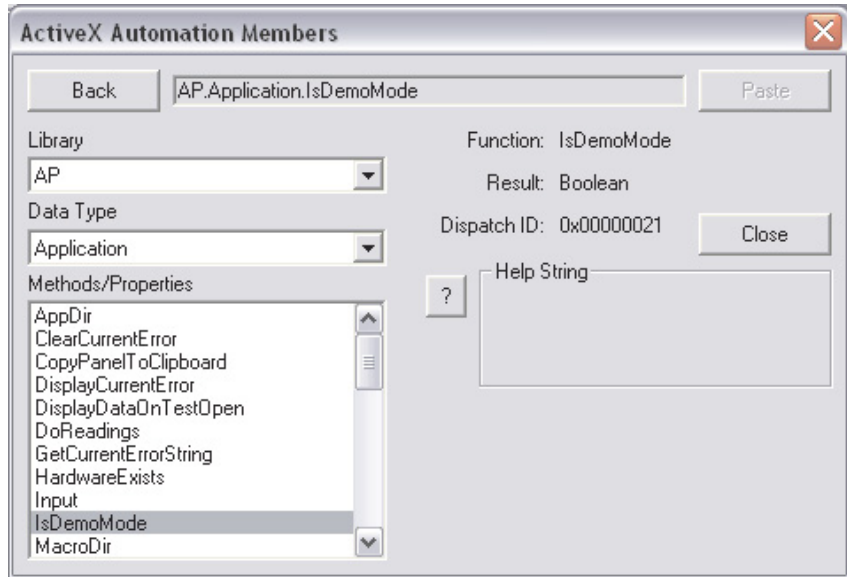 ActiveX Automation Members
Back
AP.Application.IsDemoMode
Paste
Library
AP
Data Type
Application
Methods/Properties
AppDir
ClearCurrentError
CopyPanelToClipboard
DisplayCurrentError
DisplayDataOnTestOpen
DoReadings
GetCurrentErrorString
HardwareExists
Input
IsDemoMode
MacroDir
Function: IsDemoMode
Result: Boolean
Dispatch ID: 0x00000021
Close
?
Help String